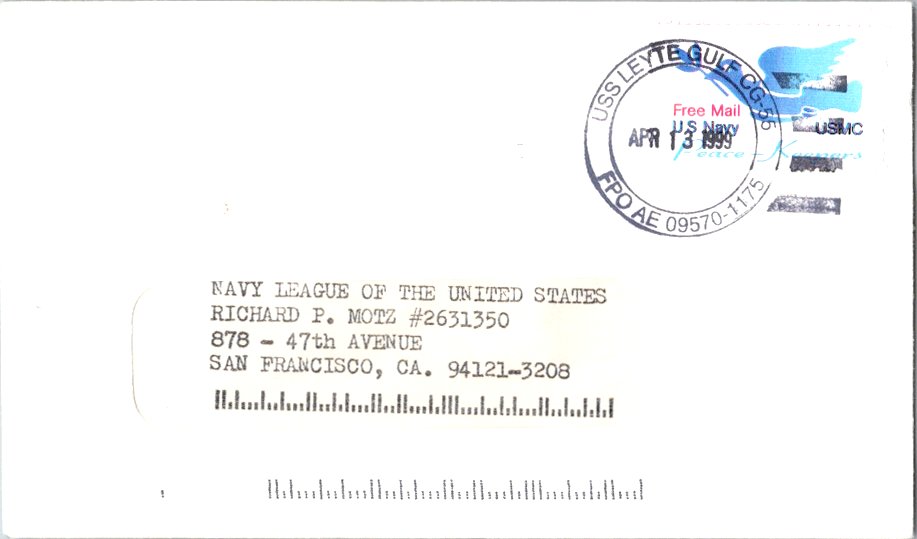 USS LEYTE GULF CG-55
Free Mail
U.S Navy
USMC
APR 13 1999
Peace-Keepers
FPO AE 09570-1175
NAVY LEAGUE OF THE UNITED STATES
RICHARD P. MOTZ #2631350
878 - 47th AVENUE
SAN FRANCISCO, CA. 94121-3208